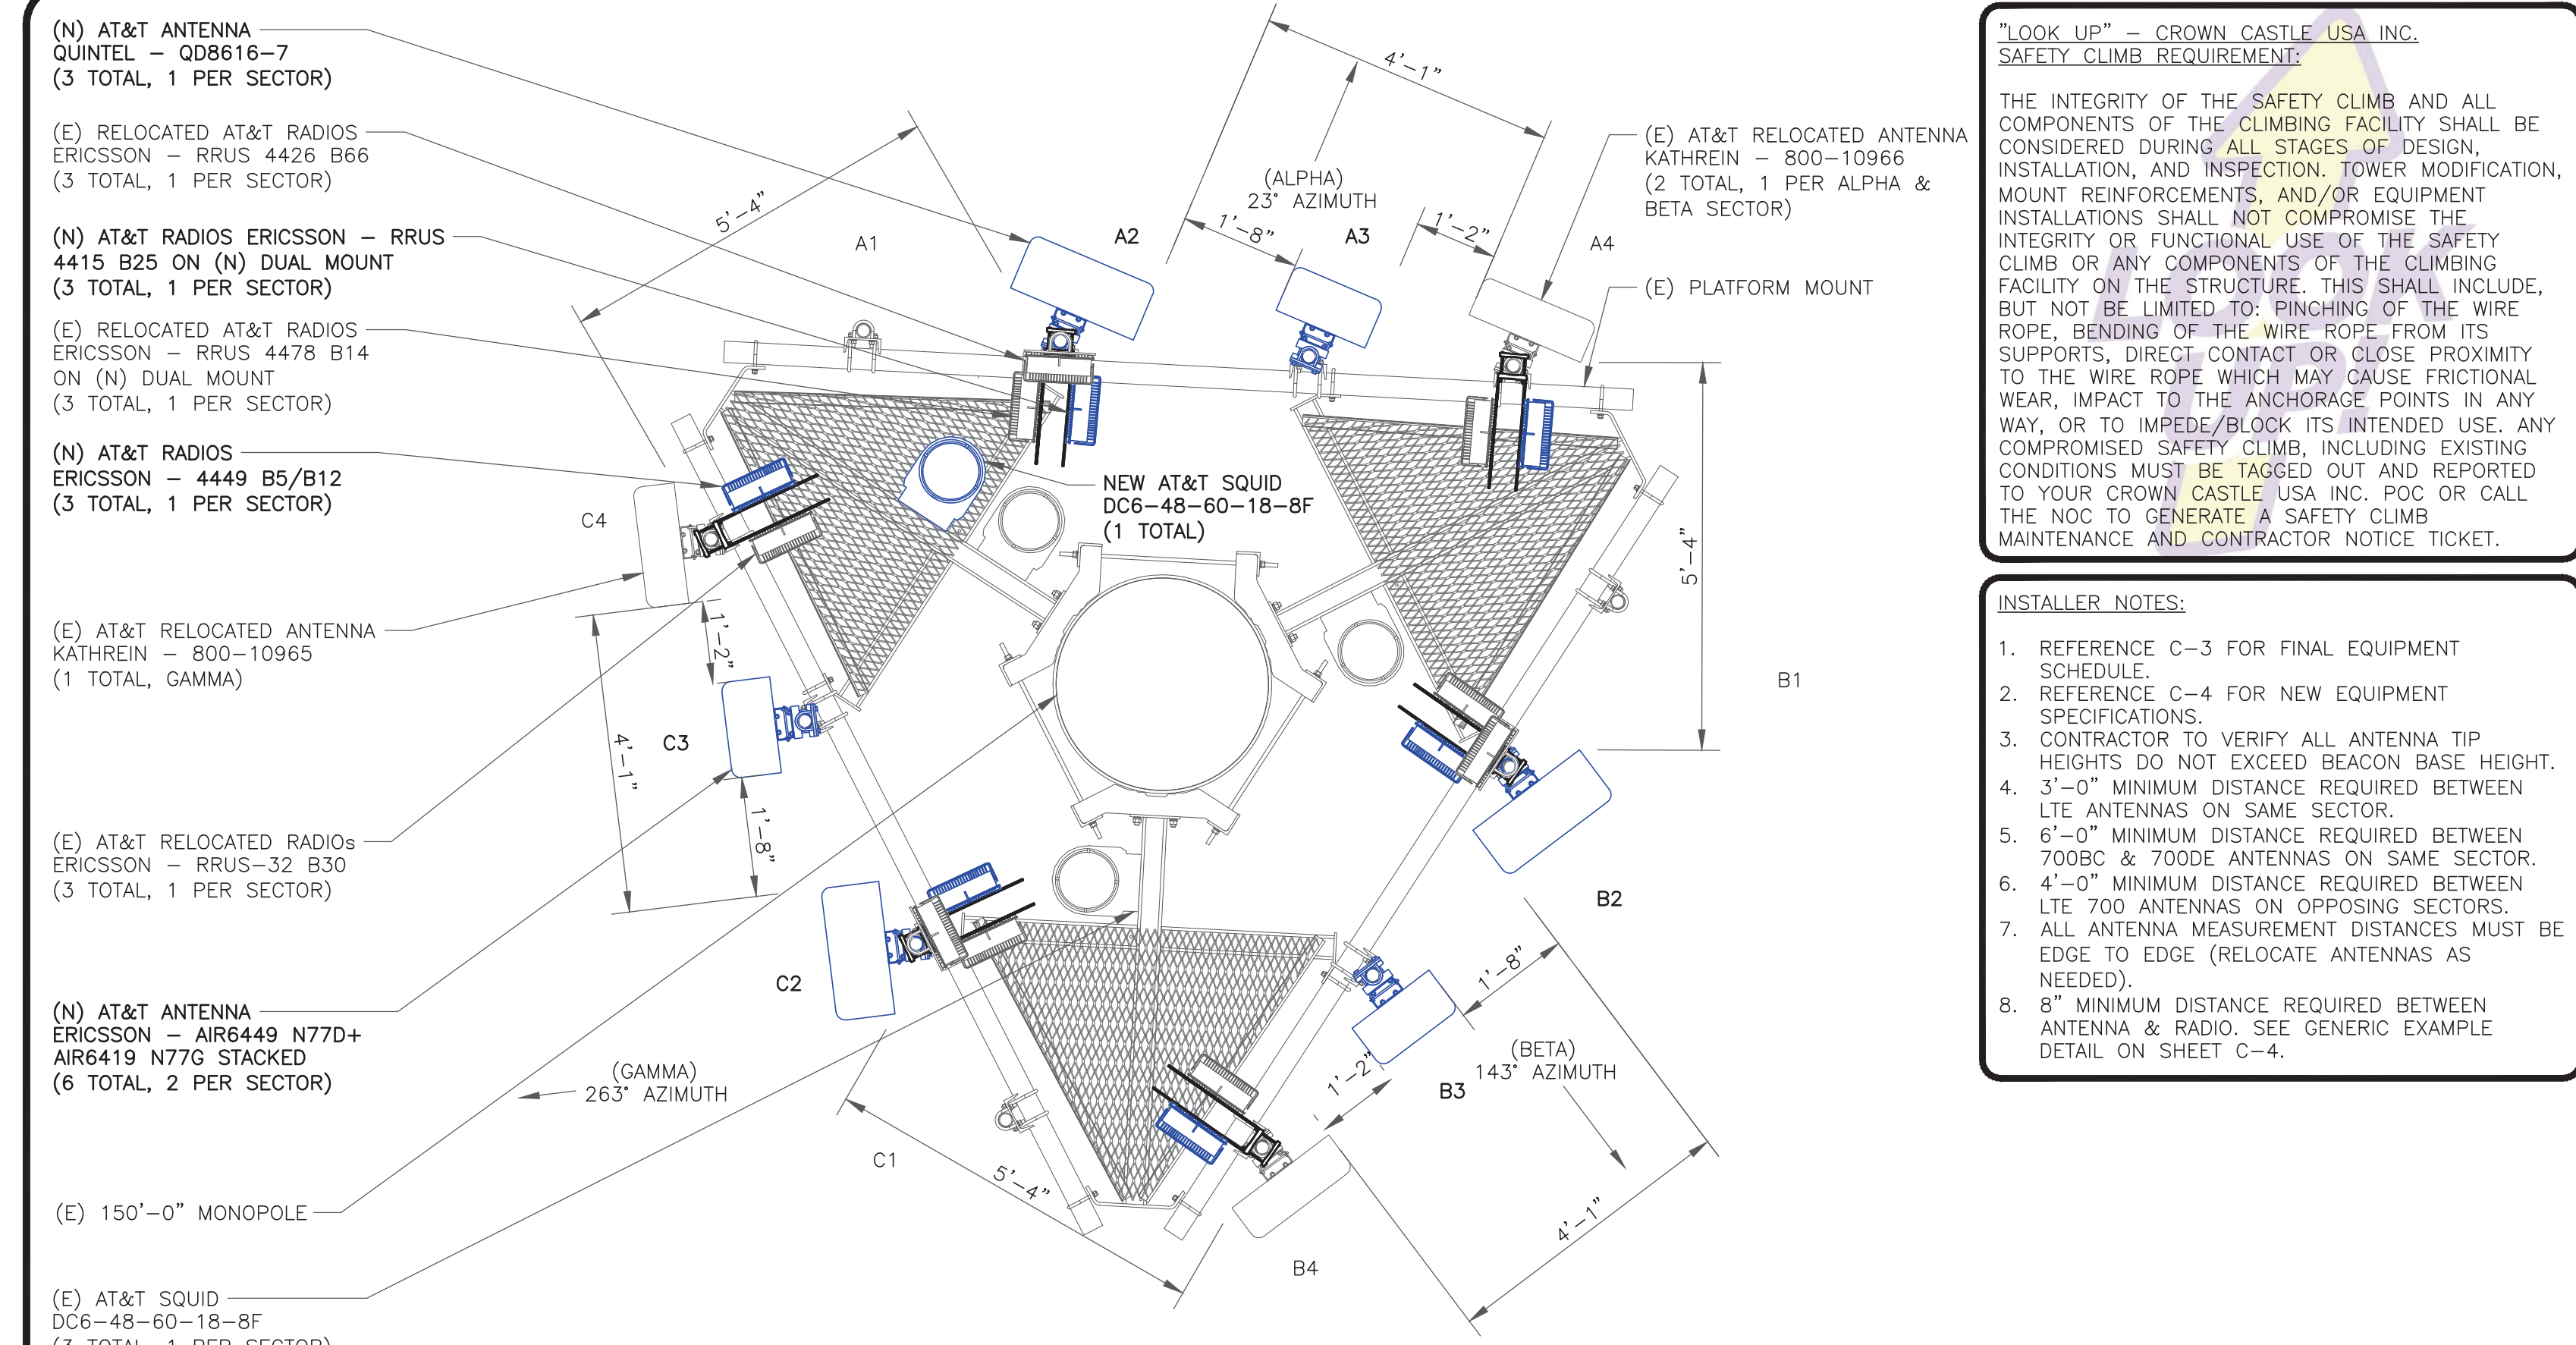 (N) AT&T ANTENNA
QUINTEL – QD8616–7
(3 TOTAL, 1 PER SECTOR)
(E) RELOCATED AT&T RADIOS
ERICSSON – RRUS 4426 B66
(3 TOTAL, 1 PER SECTOR)
(N) AT&T RADIOS ERICSSON – RRUS
4415 B25 ON (N) DUAL MOUNT
(3 TOTAL, 1 PER SECTOR)
(E) RELOCATED AT&T RADIOS
ERICSSON – RRUS 4478 B14
ON (N) DUAL MOUNT
(3 TOTAL, 1 PER SECTOR)
(N) AT&T RADIOS
ERICSSON – 4449 B5/B12
(3 TOTAL, 1 PER SECTOR)
(E) AT&T RELOCATED ANTENNA
KATHREIN – 800–10965
(1 TOTAL, GAMMA)
(E) AT&T RELOCATED RADIOs
ERICSSON – RRUS–32 B30
(3 TOTAL, 1 PER SECTOR)
(N) AT&T ANTENNA
ERICSSON – AIR6449 N77D+
AIR6419 N77G STACKED
(6 TOTAL, 2 PER SECTOR)
(E) 150'–0" MONOPOLE
(E) AT&T SQUID
DC6–48–60–18–8F
(3 TOTAL, 1 PER SECTOR)
4'–1"
5'–4"
(ALPHA)
23° AZIMUTH
1'–8"
1'–2"
A1
A2
A3
A4
(E) AT&T RELOCATED ANTENNA
KATHREIN – 800–10966
(2 TOTAL, 1 PER ALPHA &
BETA SECTOR)
(E) PLATFORM MOUNT
NEW AT&T SQUID
DC6–48–60–18–8F
(1 TOTAL)
C4
1'–2"
C3
4'–1"
1'–8"
C2
(GAMMA)
263° AZIMUTH
C1
5'–4"
5'–4"
B1
B2
1'–8"
(BETA)
143° AZIMUTH
1'–2"
B3
4'–1"
B4
"LOOK UP" – CROWN CASTLE USA INC.
SAFETY CLIMB REQUIREMENT:
THE INTEGRITY OF THE SAFETY CLIMB AND ALL
COMPONENTS OF THE CLIMBING FACILITY SHALL BE
CONSIDERED DURING ALL STAGES OF DESIGN,
INSTALLATION, AND INSPECTION. TOWER MODIFICATION,
MOUNT REINFORCEMENTS, AND/OR EQUIPMENT
INSTALLATIONS SHALL NOT COMPROMISE THE
INTEGRITY OR FUNCTIONAL USE OF THE SAFETY
CLIMB OR ANY COMPONENTS OF THE CLIMBING
FACILITY ON THE STRUCTURE. THIS SHALL INCLUDE,
BUT NOT BE LIMITED TO: PINCHING OF THE WIRE
ROPE, BENDING OF THE WIRE ROPE FROM ITS
SUPPORTS, DIRECT CONTACT OR CLOSE PROXIMITY
TO THE WIRE ROPE WHICH MAY CAUSE FRICTIONAL
WEAR, IMPACT TO THE ANCHORAGE POINTS IN ANY
WAY, OR TO IMPEDE/BLOCK ITS INTENDED USE. ANY
COMPROMISED SAFETY CLIMB, INCLUDING EXISTING
CONDITIONS MUST BE TAGGED OUT AND REPORTED
TO YOUR CROWN CASTLE USA INC. POC OR CALL
THE NOC TO GENERATE A SAFETY CLIMB
MAINTENANCE AND CONTRACTOR NOTICE TICKET.
LOOK
UP!
INSTALLER NOTES:
1. REFERENCE C–3 FOR FINAL EQUIPMENT
SCHEDULE.
2. REFERENCE C–4 FOR NEW EQUIPMENT
SPECIFICATIONS.
3. CONTRACTOR TO VERIFY ALL ANTENNA TIP
HEIGHTS DO NOT EXCEED BEACON BASE HEIGHT.
4. 3'–0" MINIMUM DISTANCE REQUIRED BETWEEN
LTE ANTENNAS ON SAME SECTOR.
5. 6'–0" MINIMUM DISTANCE REQUIRED BETWEEN
700BC & 700DE ANTENNAS ON SAME SECTOR.
6. 4'–0" MINIMUM DISTANCE REQUIRED BETWEEN
LTE 700 ANTENNAS ON OPPOSING SECTORS.
7. ALL ANTENNA MEASUREMENT DISTANCES MUST BE
EDGE TO EDGE (RELOCATE ANTENNAS AS
NEEDED).
8. 8" MINIMUM DISTANCE REQUIRED BETWEEN
ANTENNA & RADIO. SEE GENERIC EXAMPLE
DETAIL ON SHEET C–4.